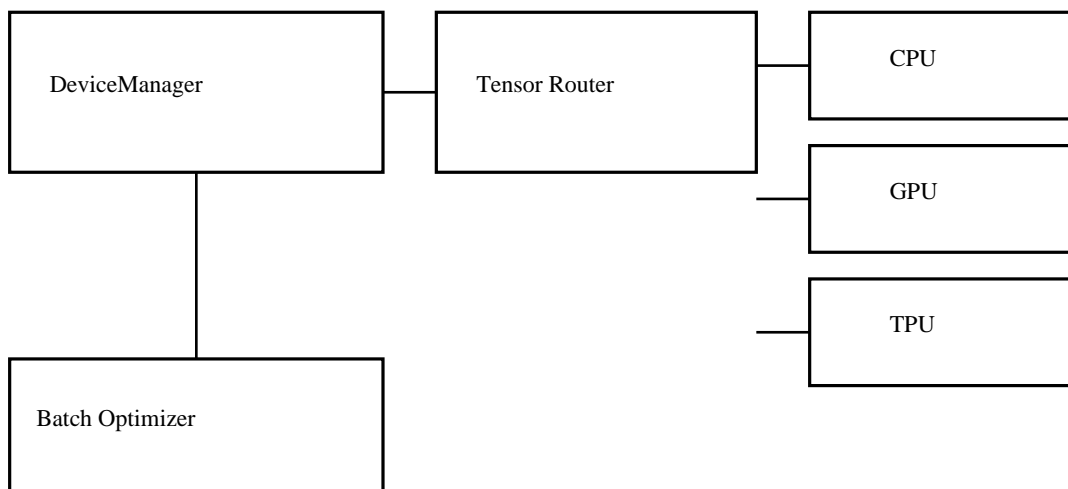 DeviceManager
Tensor Router
CPU
GPU
TPU
Batch Optimizer